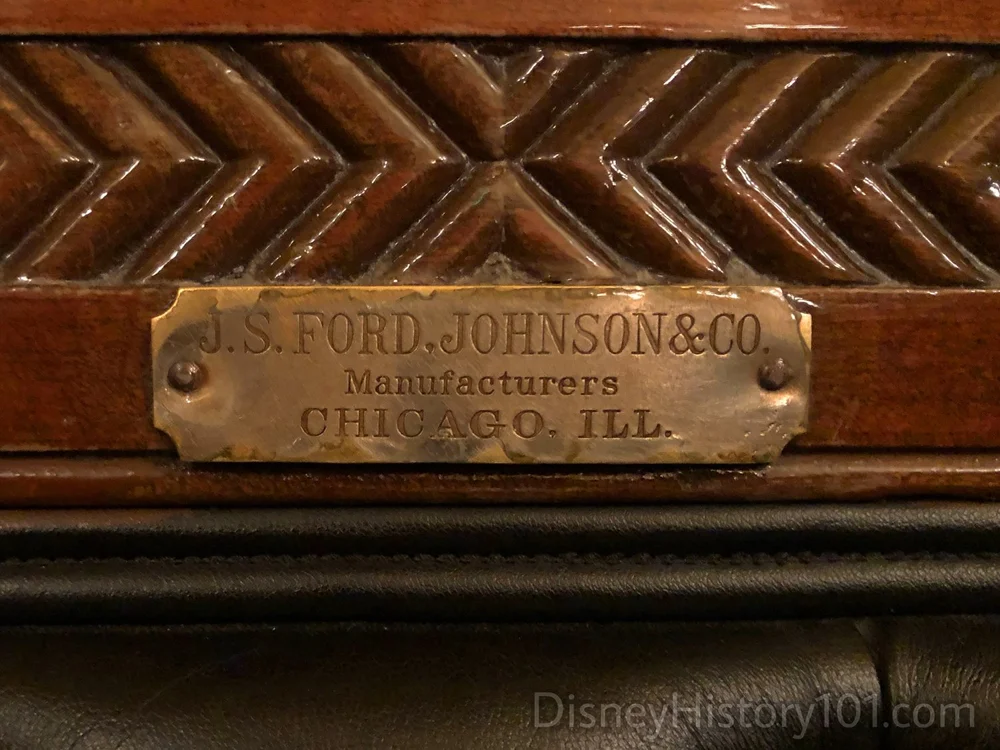 J. S. FORD, JOHNSON & CO.
Manufacturers
CHICAGO, ILL.
DisneyHistory101.com